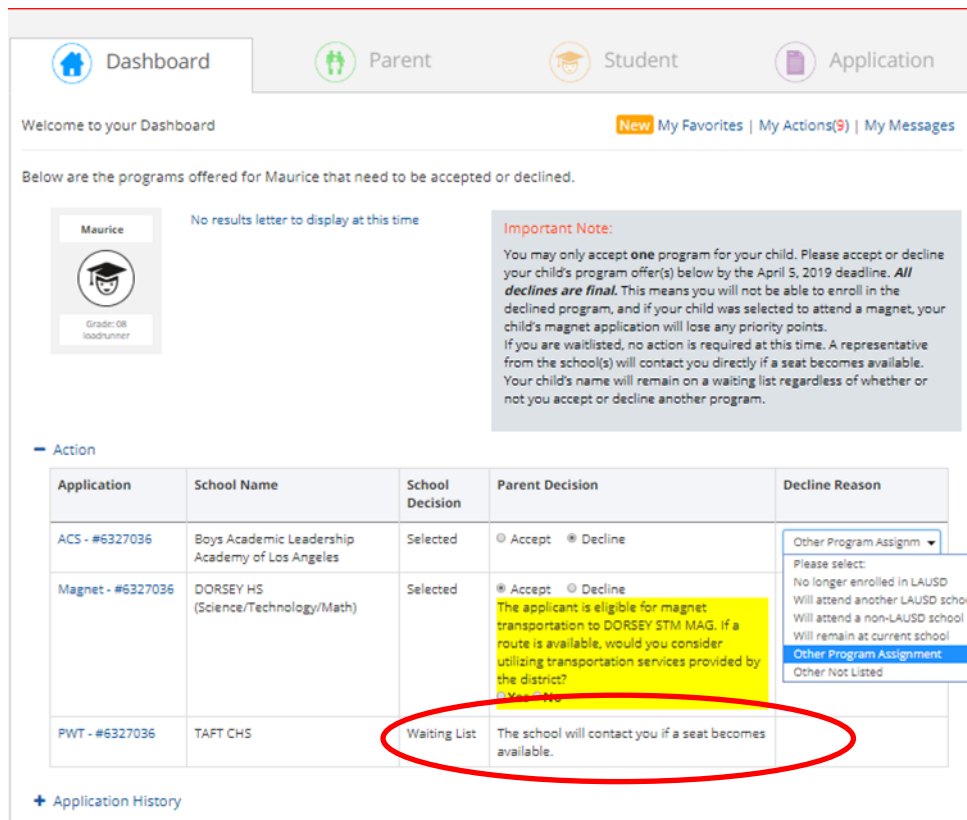 Dashboard
Parent
Student
Application
Welcome to your Dashboard
New My Favorites | My Actions(9) | My Messages
Below are the programs offered for Maurice that need to be accepted or declined.
Maurice
Grade: 08
loadrunner
No results letter to display at this time
Important Note:
You may only accept one program for your child. Please accept or decline
your child's program offer(s) below by the April 5, 2019 deadline. All
declines are final. This means you will not be able to enroll in the
declined program, and if your child was selected to attend a magnet, your
child's magnet application will lose any priority points.
If you are waitlisted, no action is required at this time. A representative
from the school(s) will contact you directly if a seat becomes available.
Your child's name will remain on a waiting list regardless of whether or
not you accept or decline another program.
Action
Application
School Name
School
Decision
Parent Decision
Decline Reason
ACS - #6327036
Boys Academic Leadership
Academy of Los Angeles
Selected
Accept Decline
Other Program Assignm
Please select:
No longer enrolled in LAUSD
Will attend another LAUSD schoo
Will attend a non-LAUSD school
Will remain at current school
Other Program Assignment
Other Not Listed
Magnet - #6327036
DORSEY HS
(Science/Technology/Math)
Selected
Accept Decline
The applicant is eligible for magnet
transportation to DORSEY STM MAG. If a
route is available, would you consider
utilizing transportation services provided by
the district?
Yes No
PWT - #6327036
TAFT CHS
Waiting List
The school will contact you if a seat becomes
available.
Application History